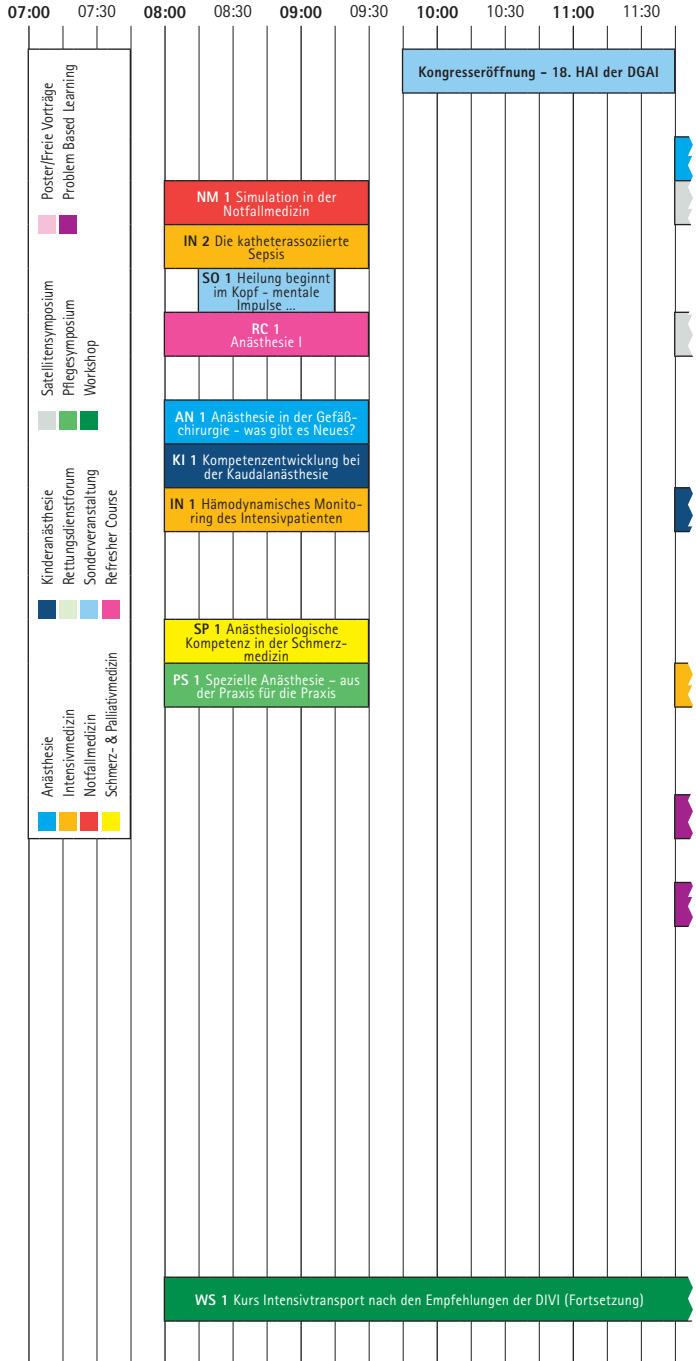 07:00 07:30 08:00 08:30 09:00 09:30 10:00 10:30 11:00 11:30
Kongresseröffnung – 18. HAI der DGAI
Poster/Freie Vorträge
Problem Based Learning
Satellitensymposium
Pflegesymposium
Workshop
Kinderanästhesie
Rettungsdienstforum
Sonderveranstaltung
Refresher Course
Anästhesie
Intensivmedizin
Notfallmedizin
Schmerz- & Palliativmedizin
NM 1 Simulation in der
Notfallmedizin
IN 2 Die katheterassoziierte
Sepsis
SO 1 Heilung beginnt
im Kopf - mentale
Impulse ...
RC 1
Anästhesie I
AN 1 Anästhesie in der Gefäß-
chirurgie - was gibt es Neues?
KI 1 Kompetenzentwicklung bei
der Kaudalanästhesie
IN 1 Hämodynamisches Monito-
ring des Intensivpatienten
SP 1 Anästhesiologische
Kompetenz in der Schmerz-
medizin
PS 1 Spezielle Anästhesie – aus
der Praxis für die Praxis
WS 1 Kurs Intensivtransport nach den Empfehlungen der DIVI (Fortsetzung)